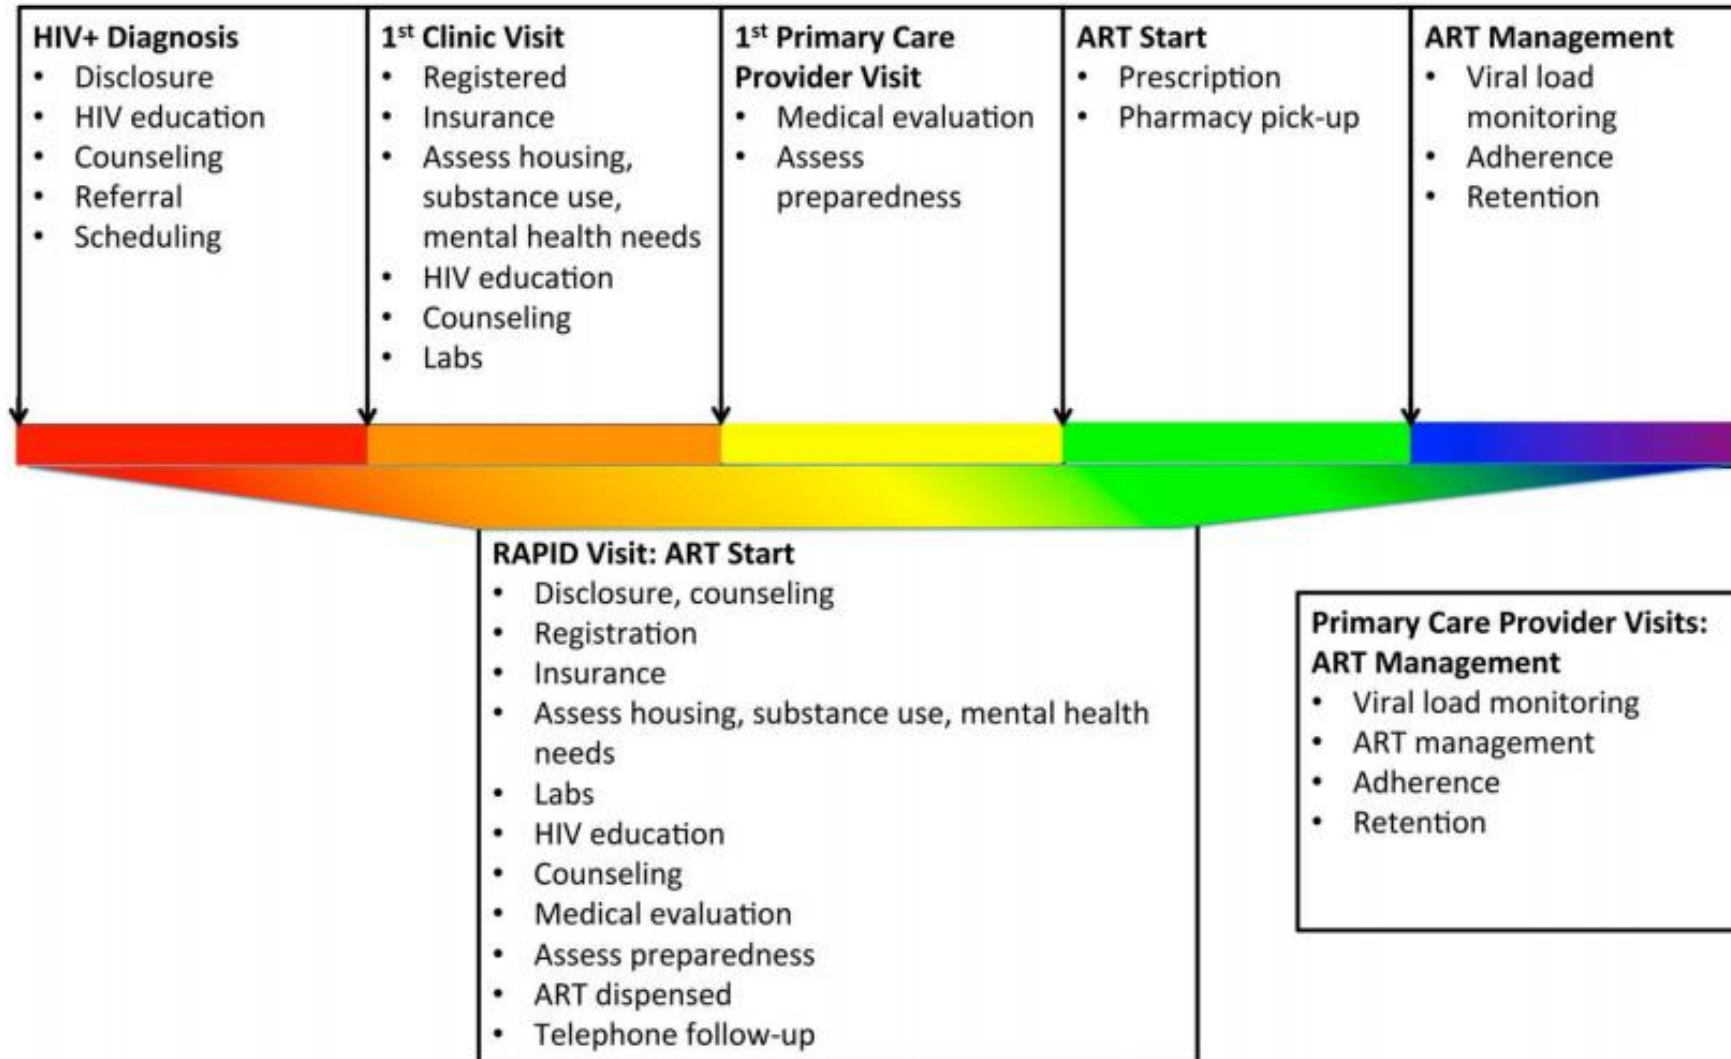 HIV+ Diagnosis
• Disclosure
• HIV education
• Counseling
• Referral
• Scheduling
1st Clinic Visit
• Registered
• Insurance
• Assess housing,
substance use,
mental health needs
• HIV education
• Counseling
• Labs
1st Primary Care
Provider Visit
• Medical evaluation
• Assess
preparedness
ART Start
• Prescription
• Pharmacy pick-up
ART Management
• Viral load
monitoring
• Adherence
• Retention
RAPID Visit: ART Start
• Disclosure, counseling
• Registration
• Insurance
• Assess housing, substance use, mental health
needs
• Labs
• HIV education
• Counseling
• Medical evaluation
• Assess preparedness
• ART dispensed
• Telephone follow-up
Primary Care Provider Visits:
ART Management
• Viral load monitoring
• ART management
• Adherence
• Retention